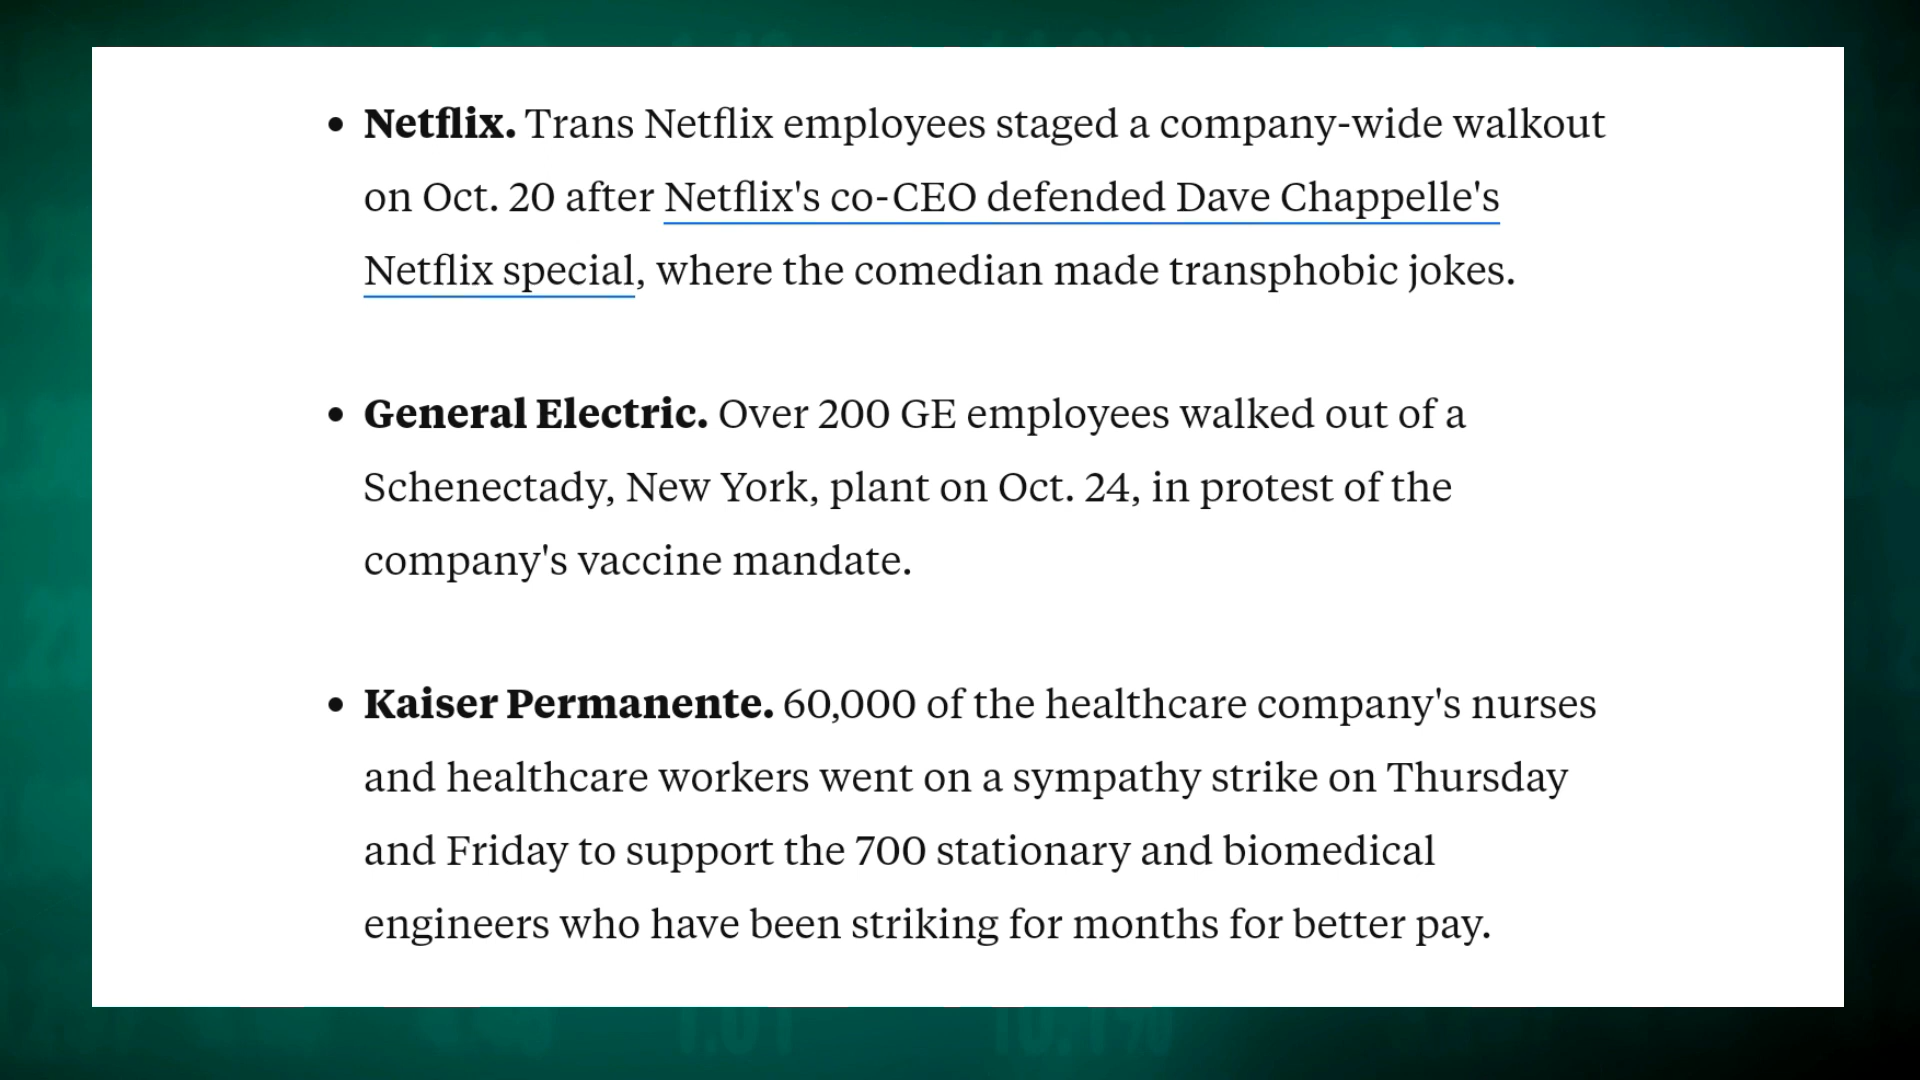 • Netflix. Trans Netflix employees staged a company-wide walkout
on Oct. 20 after Netflix's co-CEO defended Dave Chappelle's
Netflix special, where the comedian made transphobic jokes.
• General Electric. Over 200 GE employees walked out of a
Schenectady, New York, plant on Oct. 24, in protest of the
company's vaccine mandate.
• Kaiser Permanente. 60,000 of the healthcare company's nurses
and healthcare workers went on a sympathy strike on Thursday
and Friday to support the 700 stationary and biomedical
engineers who have been striking for months for better pay.